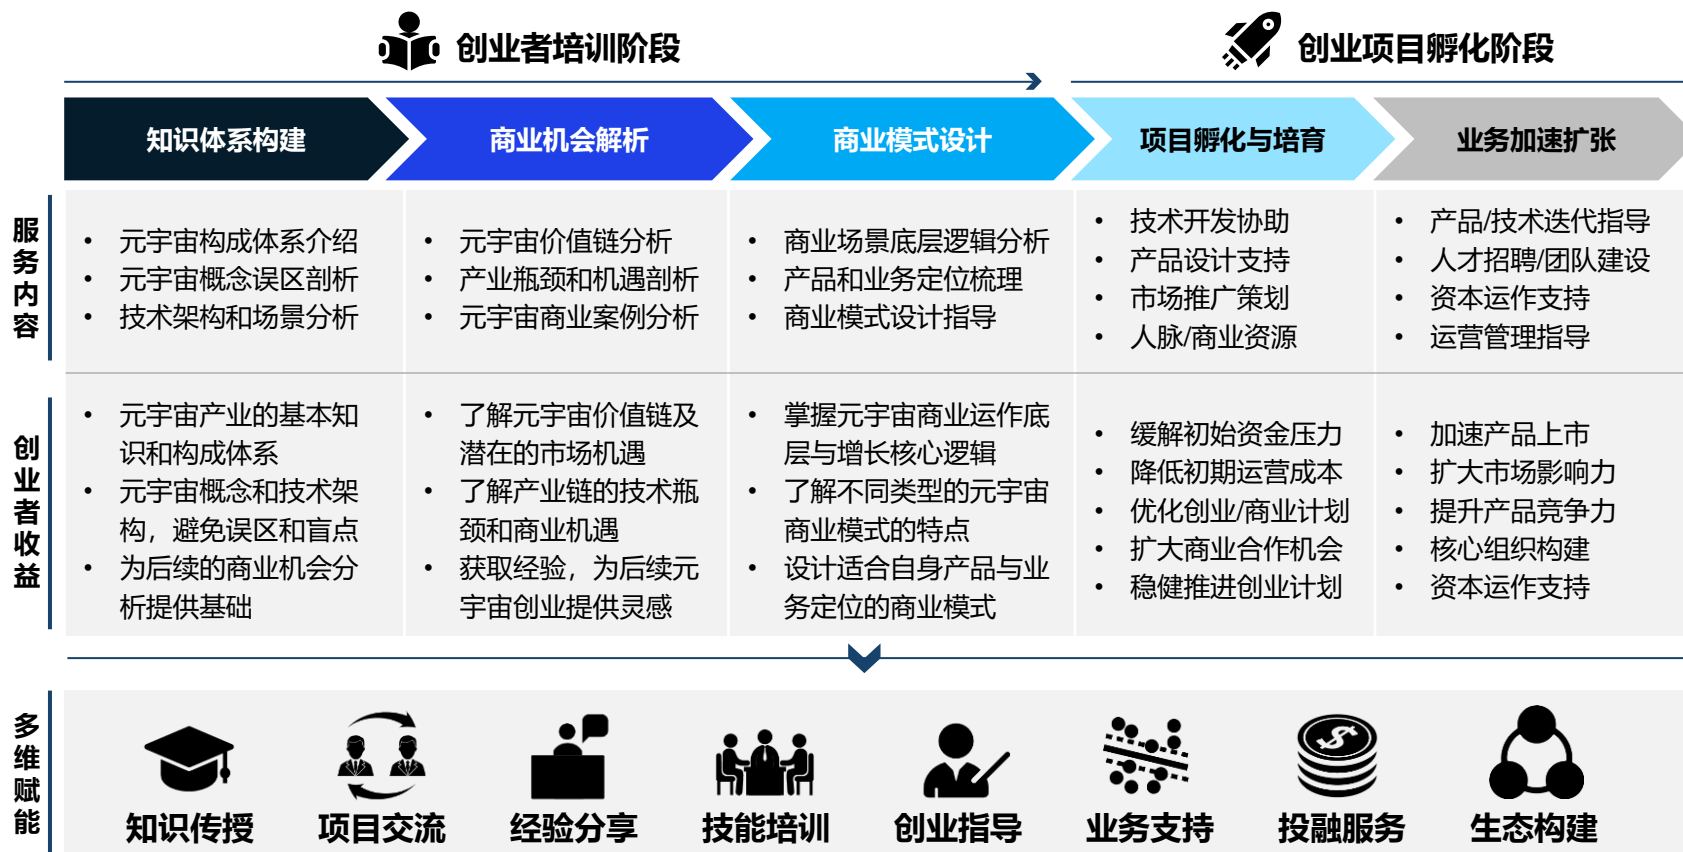 创业者培训阶段
创业项目孵化阶段
知识体系构建
商业机会解析
商业模式设计
项目孵化与培育
业务加速扩张
服务内容
• 元宇宙构成体系介绍
• 元宇宙概念误区剖析
• 技术架构和场景分析
• 元宇宙价值链分析
• 产业瓶颈和机遇剖析
• 元宇宙商业案例分析
• 商业场景底层逻辑分析
• 产品和业务定位梳理
• 商业模式设计指导
• 技术开发协助
• 产品设计支持
• 市场推广策划
• 人脉/商业资源
• 产品/技术迭代指导
• 人才招聘/团队建设
• 资本运作支持
• 运营管理指导
创业者收益
• 元宇宙产业的基本知
识和构成体系
• 元宇宙概念和技术架
构，避免误区和盲点
• 为后续的商业机会分
析提供基础
• 了解元宇宙价值链及
潜在的市场机遇
• 了解产业链的技术瓶
颈和商业机遇
• 获取经验，为后续元
宇宙创业提供灵感
• 掌握元宇宙商业运作底
层与增长核心逻辑
• 了解不同类型的元宇宙
商业模式的特点
• 设计适合自身产品与业
务定位的商业模式
• 缓解初始资金压力
• 降低初期运营成本
• 优化创业/商业计划
• 扩大商业合作机会
• 稳健推进创业计划
• 加速产品上市
• 扩大市场影响力
• 提升产品竞争力
• 核心组织构建
• 资本运作支持
多维赋能
$
知识传授
项目交流
经验分享
技能培训
创业指导
业务支持
投融服务
生态构建